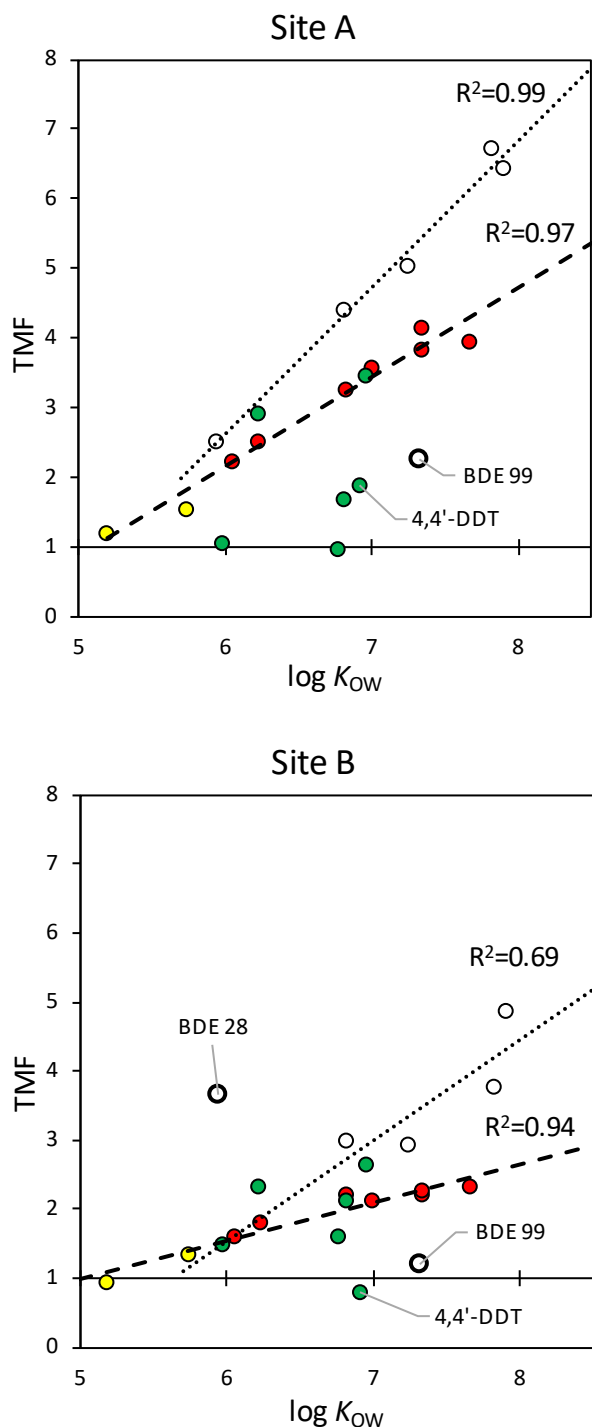 Site A
8
R²=0.99
7
6
R²=0.97
5
TMF
4
3
BDE 99
2
4,4'-DDT
1
0
5 6 7 8
log KOW
Site B
8
7
6
R²=0.69
5
BDE 28
TMF
4
R²=0.94
3
2
BDE 99
1
4,4'-DDT
0
5 6 7 8
log KOW